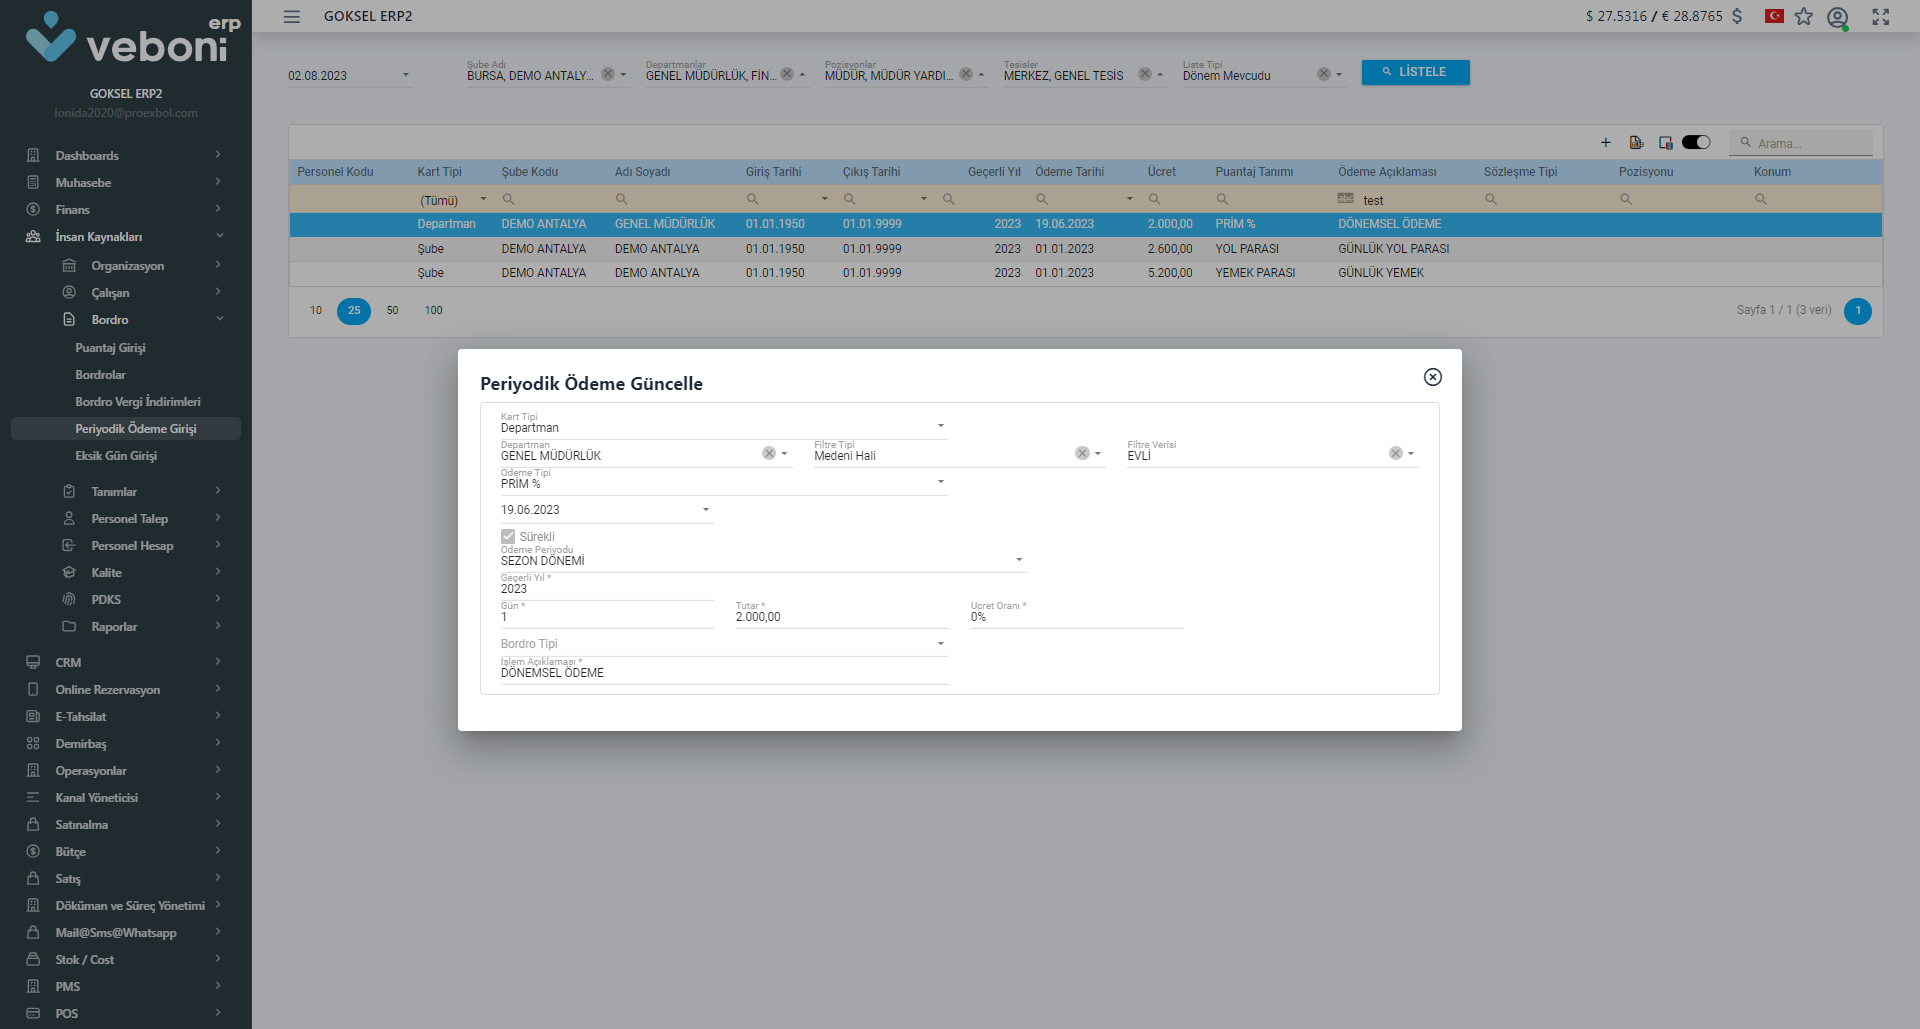 erp
veboni
GOKSEL ERP2
lonida2020@proexbol.com
Dashboards
Muhasebe
Finans
İnsan Kaynakları
Organizasyon
Çalışan
Bordro
Puantaj Girişi
Bordrolar
Bordro Vergi İndirimleri
Periyodik Ödeme Girişi
Eksik Gün Girişi
Tanımlar
Personel Talep
Personel Hesap
Kalite
PDKS
Raporlar
CRM
Online Rezervasyon
E-Tahsilat
Demirbaş
Operasyonlar
Kanal Yöneticisi
Satınalma
Bütçe
Satış
Döküman ve Süreç Yönetimi
Mail@Sms@Whatsapp
Stok / Cost
PMS
POS
GOKSEL ERP2
$ 27.5316 / € 28.8765 $
Şube Adı Departmanlar Pozisyonlar Tesisler Liste Tipi
02.08.2023 BURSA, DEMO ANTALY... GENEL MÜDÜRLÜK, FİN... MÜDÜR, MÜDÜR YARDI... MERKEZ, GENEL TESİS Dönem Mevcudu LİSTELE
Arama...
Personel Kodu Kart Tipi Şube Kodu Adı Soyadı Giriş Tarihi Çıkış Tarihi Geçerli Yıl Ödeme Tarihi Ücret Puantaj Tanımı Ödeme Açıklaması Sözleşme Tipi Pozisyonu Konum
(Tümü) test
Departman DEMO ANTALYA GENEL MÜDÜRLÜK 01.01.1950 01.01.9999 2023 19.06.2023 2.000,00 PRİM % DÖNEMSEL ÖDEME
Şube DEMO ANTALYA DEMO ANTALYA 01.01.1950 01.01.9999 2023 01.01.2023 2.600,00 YOL PARASI GÜNLÜK YOL PARASI
Şube DEMO ANTALYA DEMO ANTALYA 01.01.1950 01.01.9999 2023 01.01.2023 5.200,00 YEMEK PARASI GÜNLÜK YEMEK
10 25 50 100 Sayfa 1 / 1 (3 veri) 1
Periyodik Ödeme Güncelle
Kart Tipi
Departman
Departman Filtre Tipi Filtre Verisi
GENEL MÜDÜRLÜK Medeni Hali EVLİ
Ödeme Tipi
PRİM %
19.06.2023
Sürekli
Ödeme Periyodu
SEZON DÖNEMİ
Geçerli Yıl *
2023
Gün * Tutar * Ücret Oranı *
1 2.000,00 0%
Bordro Tipi
İşlem Açıklaması *
DÖNEMSEL ÖDEME